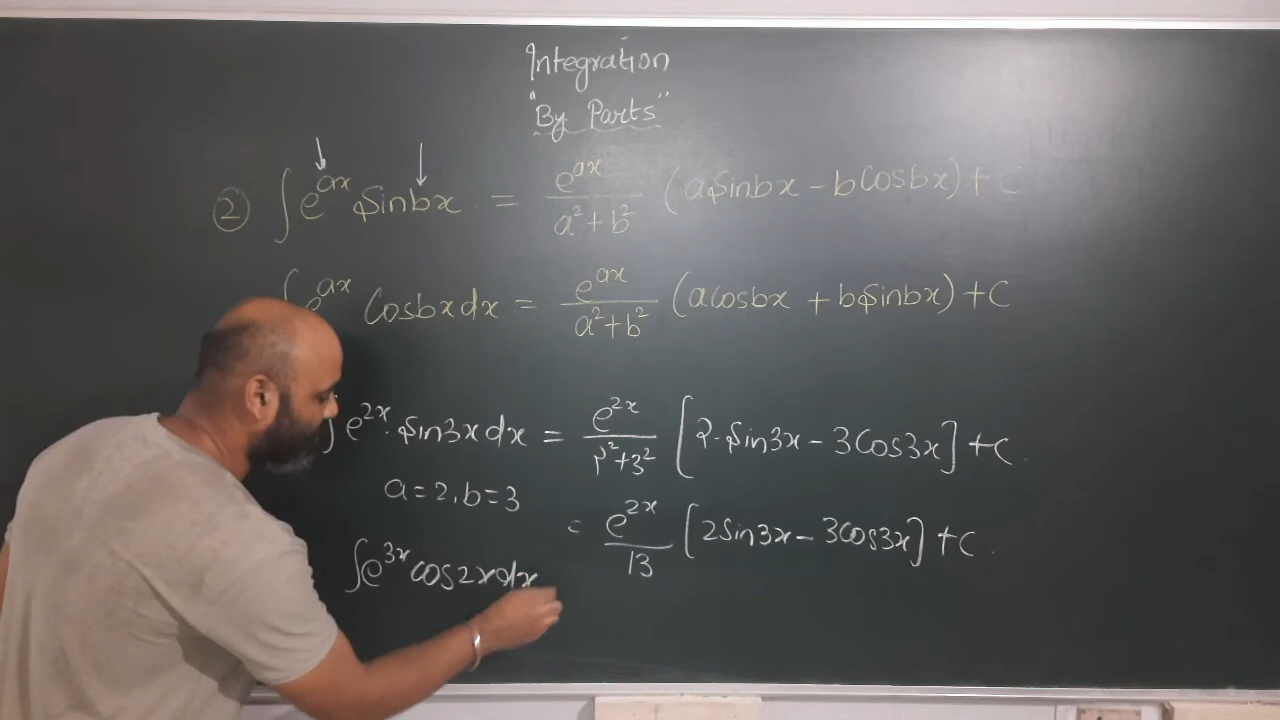 Integration
"By Parts"
② ∫e^{ax} Sinbx = e^{ax}/(a²+b²) (aSinbx - bCosbx) + C
∫e^{ax} Cosbx dx = e^{ax}/(a²+b²) (acosbx + bSinbx) + C
∫e^{2x}. Sin3x dx = e^{2x}/(2²+3²) [2.Sin3x - 3Cos3x] + C.
a=2, b=3
= e^{2x}/13 [2Sin3x - 3Cos3x] + C.
∫e^{3x} cos2x dx